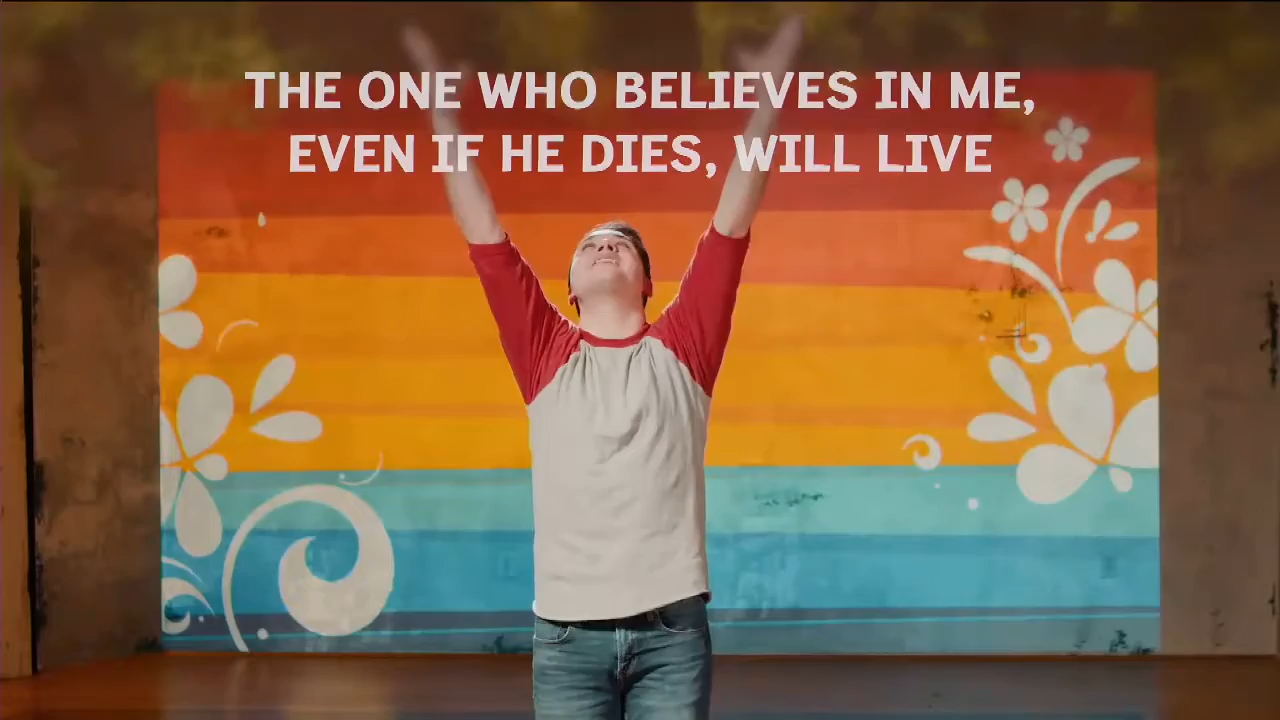 THE ONE WHO BELIEVES IN ME,
EVEN IF HE DIES, WILL LIVE